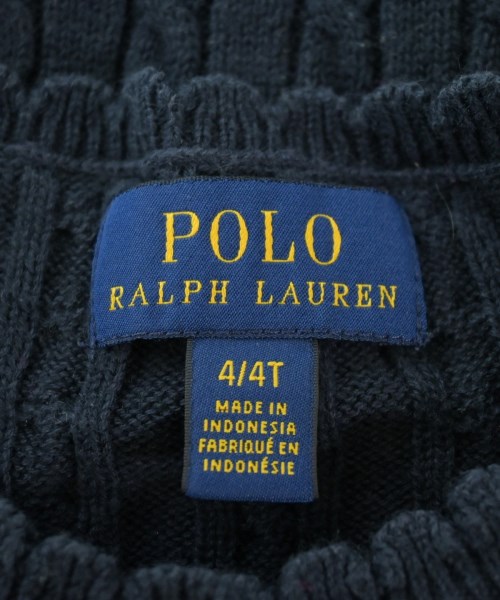 POLO
RALPH LAUREN
4/4T
MADE IN
INDONESIA
FABRIQUÉ EN
INDONÉSIE